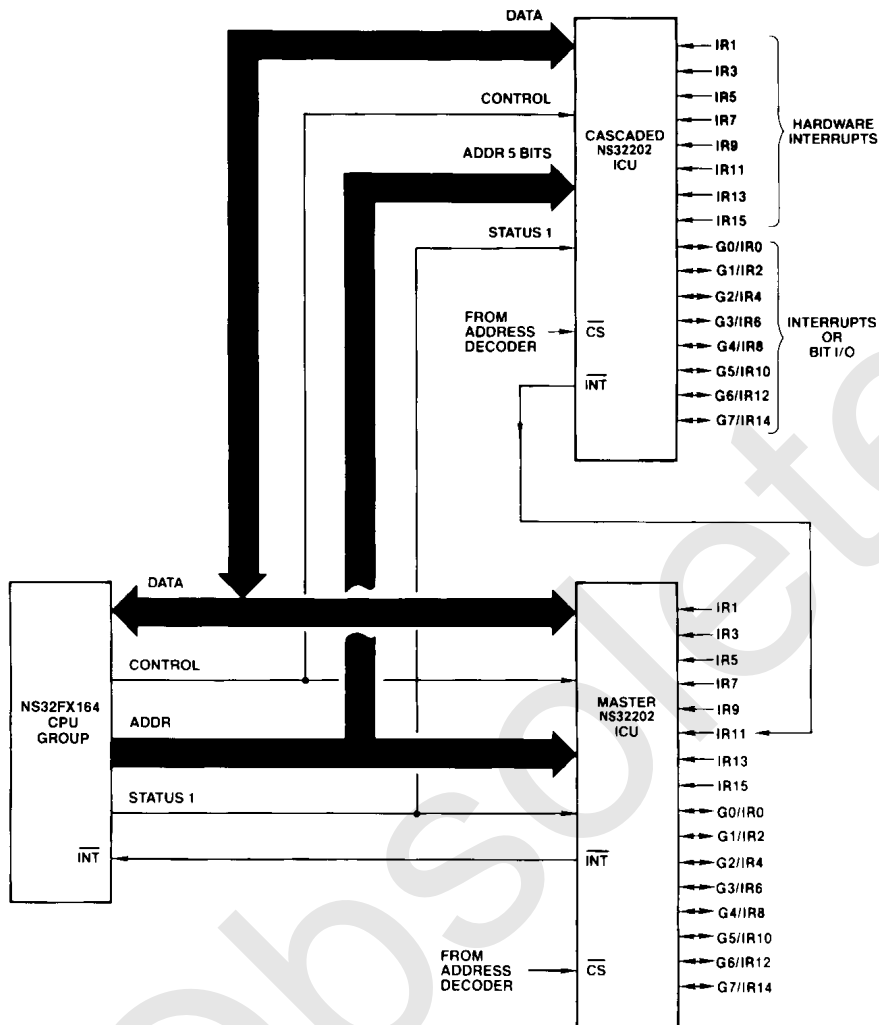 DATA
CONTROL
ADDR 5 BITS
STATUS 1
FROM
ADDRESS
DECODER
CS
INT
CASCADED
NS32202
ICU
IR1
IR3
IR5
IR7
IR9
IR11
IR13
IR15
G0/IR0
G1/IR2
G2/IR4
G3/IR6
G4/IR8
G5/IR10
G6/IR12
G7/IR14
HARDWARE
INTERRUPTS
INTERRUPTS
OR
BIT I/O
NS32FX164
CPU
GROUP
DATA
CONTROL
ADDR
STATUS 1
INT
MASTER
NS32202
ICU
INT
FROM
ADDRESS
DECODER
CS
IR1
IR3
IR5
IR7
IR9
IR11
IR13
IR15
G0/IR0
G1/IR2
G2/IR4
G3/IR6
G4/IR8
G5/IR10
G6/IR12
G7/IR14
Obsolete